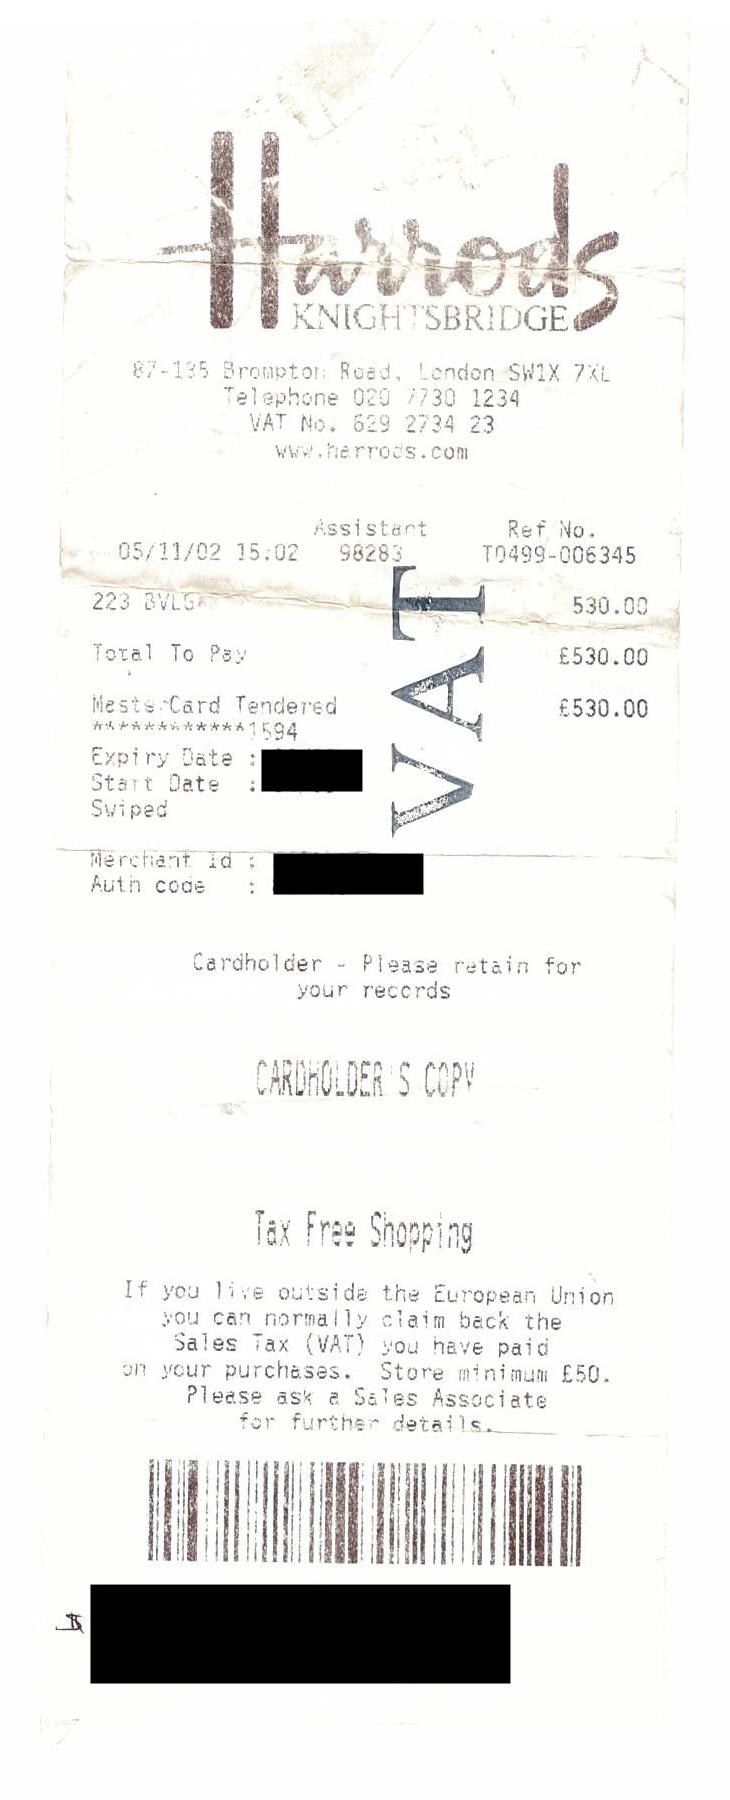 Harrods
KNIGHTSBRIDGE
87-135 Brompton Road, London SW1X 7XL
Telephone 020 7730 1234
VAT No. 629 2734 23
www.harrods.com
Assistant Ref No.
05/11/02 15:02 98283 T0499-006345
223 530.00
Total To Pay £530.00
MasterCard Tendered £530.00
************1594
Expiry Date :
Start Date :
Swiped
VAT
Merchant id :
Auth code :
Cardholder - Please retain for
your records
CARDHOLDER'S COPY
Tax Free Shopping
If you live outside the European Union
you can normally claim back the
Sales Tax (VAT) you have paid
on your purchases. Store minimum £50.
Please ask a Sales Associate
for further details.